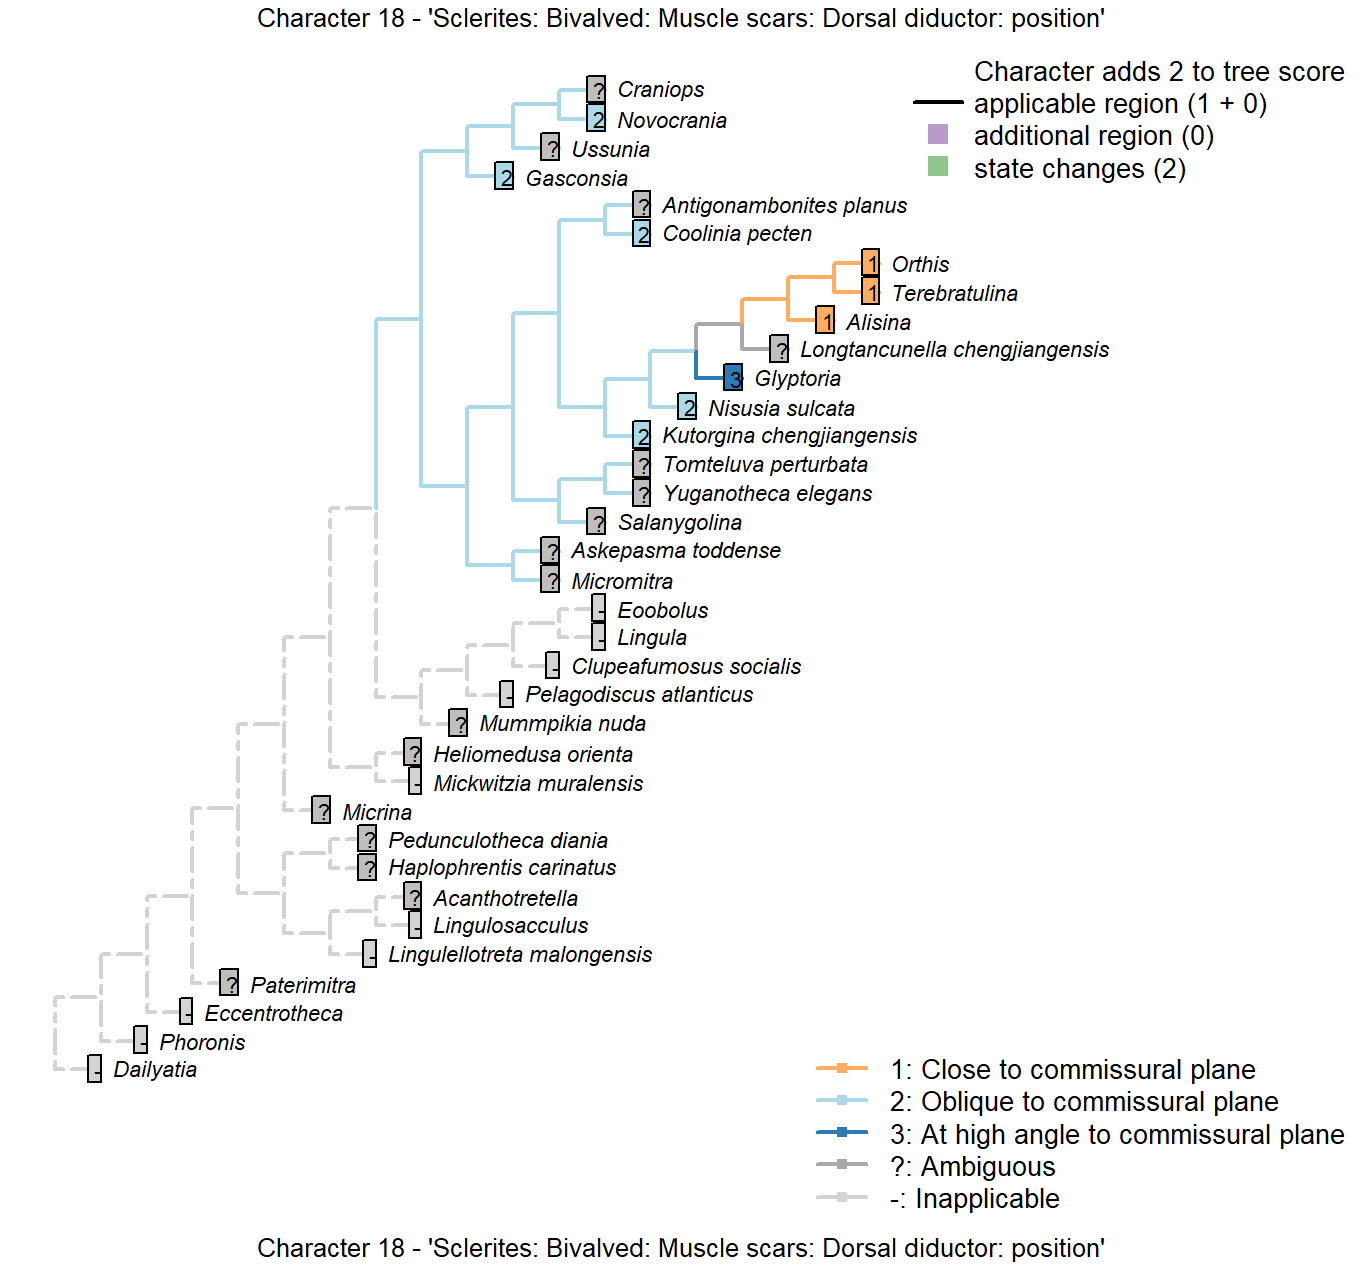 Character 18 - 'Sclerites: Bivalved: Muscle scars: Dorsal diductor: position'
Character adds 2 to tree score
applicable region (1 + 0)
additional region (0)
state changes (2)
? Craniops
2 Novocrania
? Ussunia
2 Gasconsia
? Antigonambonites planus
2 Coolinia pecten
1 Orthis
1 Terebratulina
1 Alisina
? Longtancunella chengjiangensis
3 Glyptoria
2 Nisusia sulcata
2 Kutorgina chengjiangensis
? Tomteluva perturbata
? Yuganotheca elegans
? Salanygolina
? Askepasma toddense
? Micromitra
- Eoobolus
- Lingula
- Clupeafumosus socialis
- Pelagodiscus atlanticus
? Mummpikia nuda
? Heliomedusa orienta
- Mickwitzia muralensis
? Micrina
? Pedunculotheca diania
? Haplophrentis carinatus
? Acanthotretella
- Lingulosacculus
- Lingulellotreta malongensis
? Paterimitra
- Eccentrotheca
- Phoronis
- Dailyatia
1: Close to commissural plane
2: Oblique to commissural plane
3: At high angle to commissural plane
?: Ambiguous
-: Inapplicable
Character 18 - 'Sclerites: Bivalved: Muscle scars: Dorsal diductor: position'